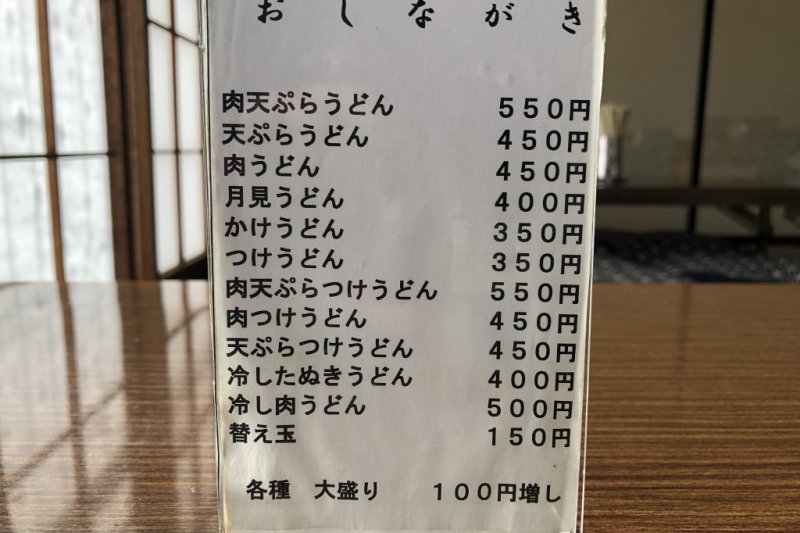 おしながき
肉天ぷらうどん　５５０円
天ぷらうどん　４５０円
肉うどん　４５０円
月見うどん　４００円
かけうどん　３５０円
つけうどん　３５０円
肉天ぷらつけうどん　５５０円
肉つけうどん　４５０円
天ぷらつけうどん　４５０円
冷したぬきうどん　４００円
冷し肉うどん　５００円
替え玉　１５０円
各種　大盛り　１００円増し